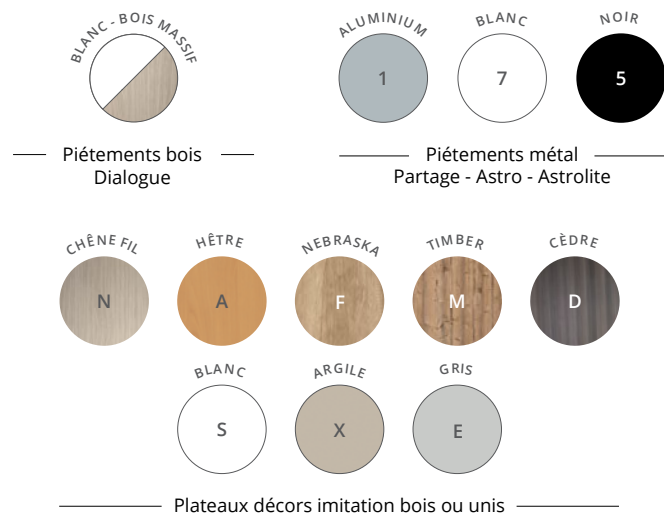 BLANC - BOIS MASSIF
ALUMINIUM
BLANC
NOIR
1
7
5
Piétements bois
Dialogue
Piétements métal
Partage - Astro - Astrolite
CHÊNE FIL
HÊTRE
NEBRASKA
TIMBER
CÈDRE
N
A
F
M
D
BLANC
ARGILE
GRIS
S
X
E
Plateaux décors imitation bois ou unis